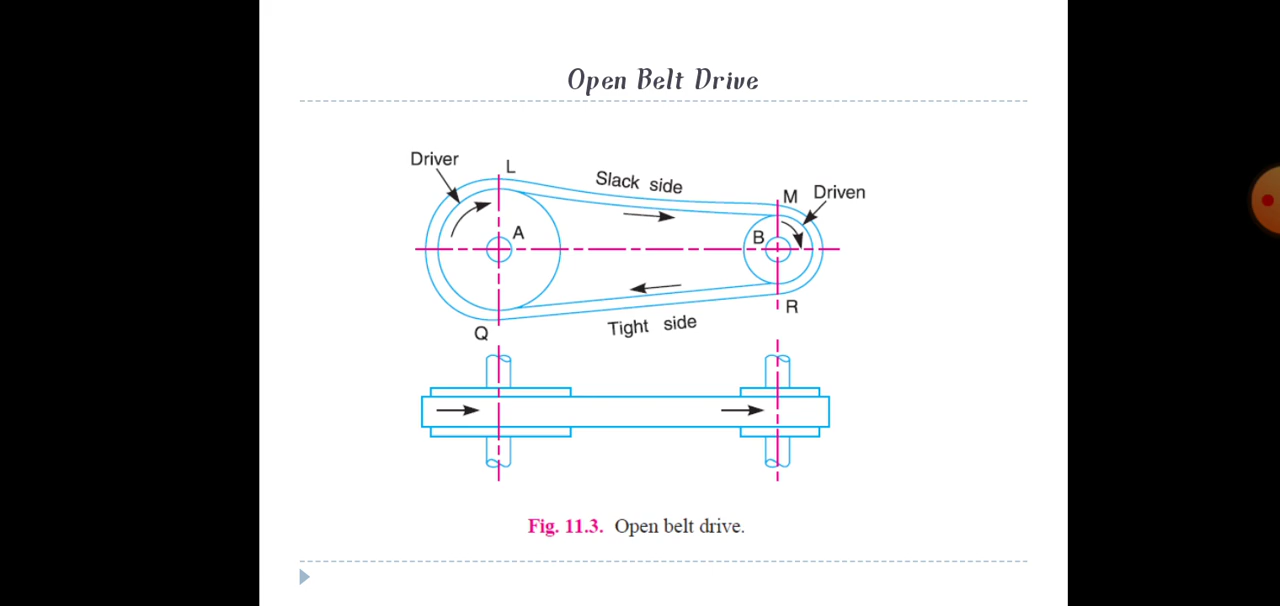 Open Belt Drive
Driver
L
Slack side
M
Driven
A
B
R
Tight side
Q
Fig. 11.3. Open belt drive.